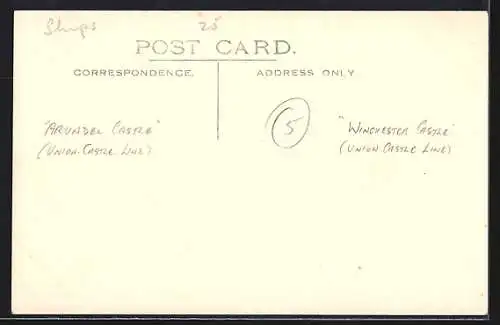 Ships 25
POST CARD.
CORRESPONDENCE. ADDRESS ONLY
"ARUNDEL CASTLE" 5 "WINCHESTER CASTLE"
(UNION-CASTLE LINE) (UNION CASTLE LINE)